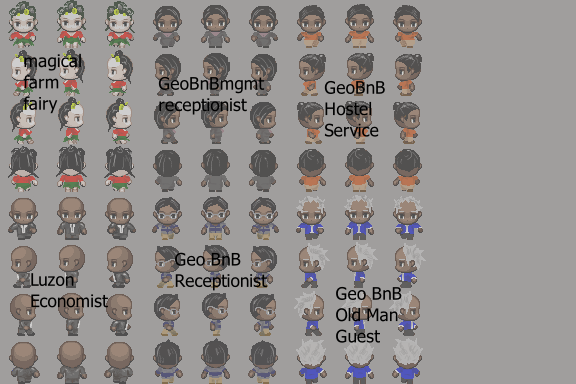 magical
farm
fairy
GeoBnBmgmt
receptionist
GeoBnB
Hostel
Service
Luzon
Economist
Geo BnB
Receptionist
Geo BnB
Old Man
Guest